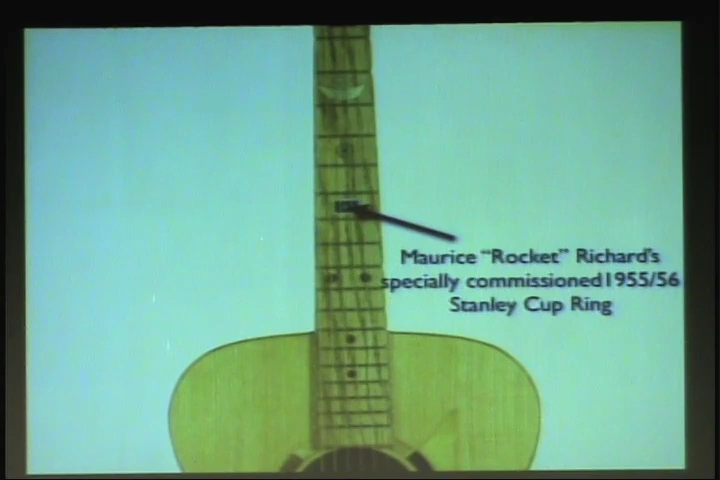 Maurice “Rocket” Richard’s
specially commissioned1955/56
Stanley Cup Ring